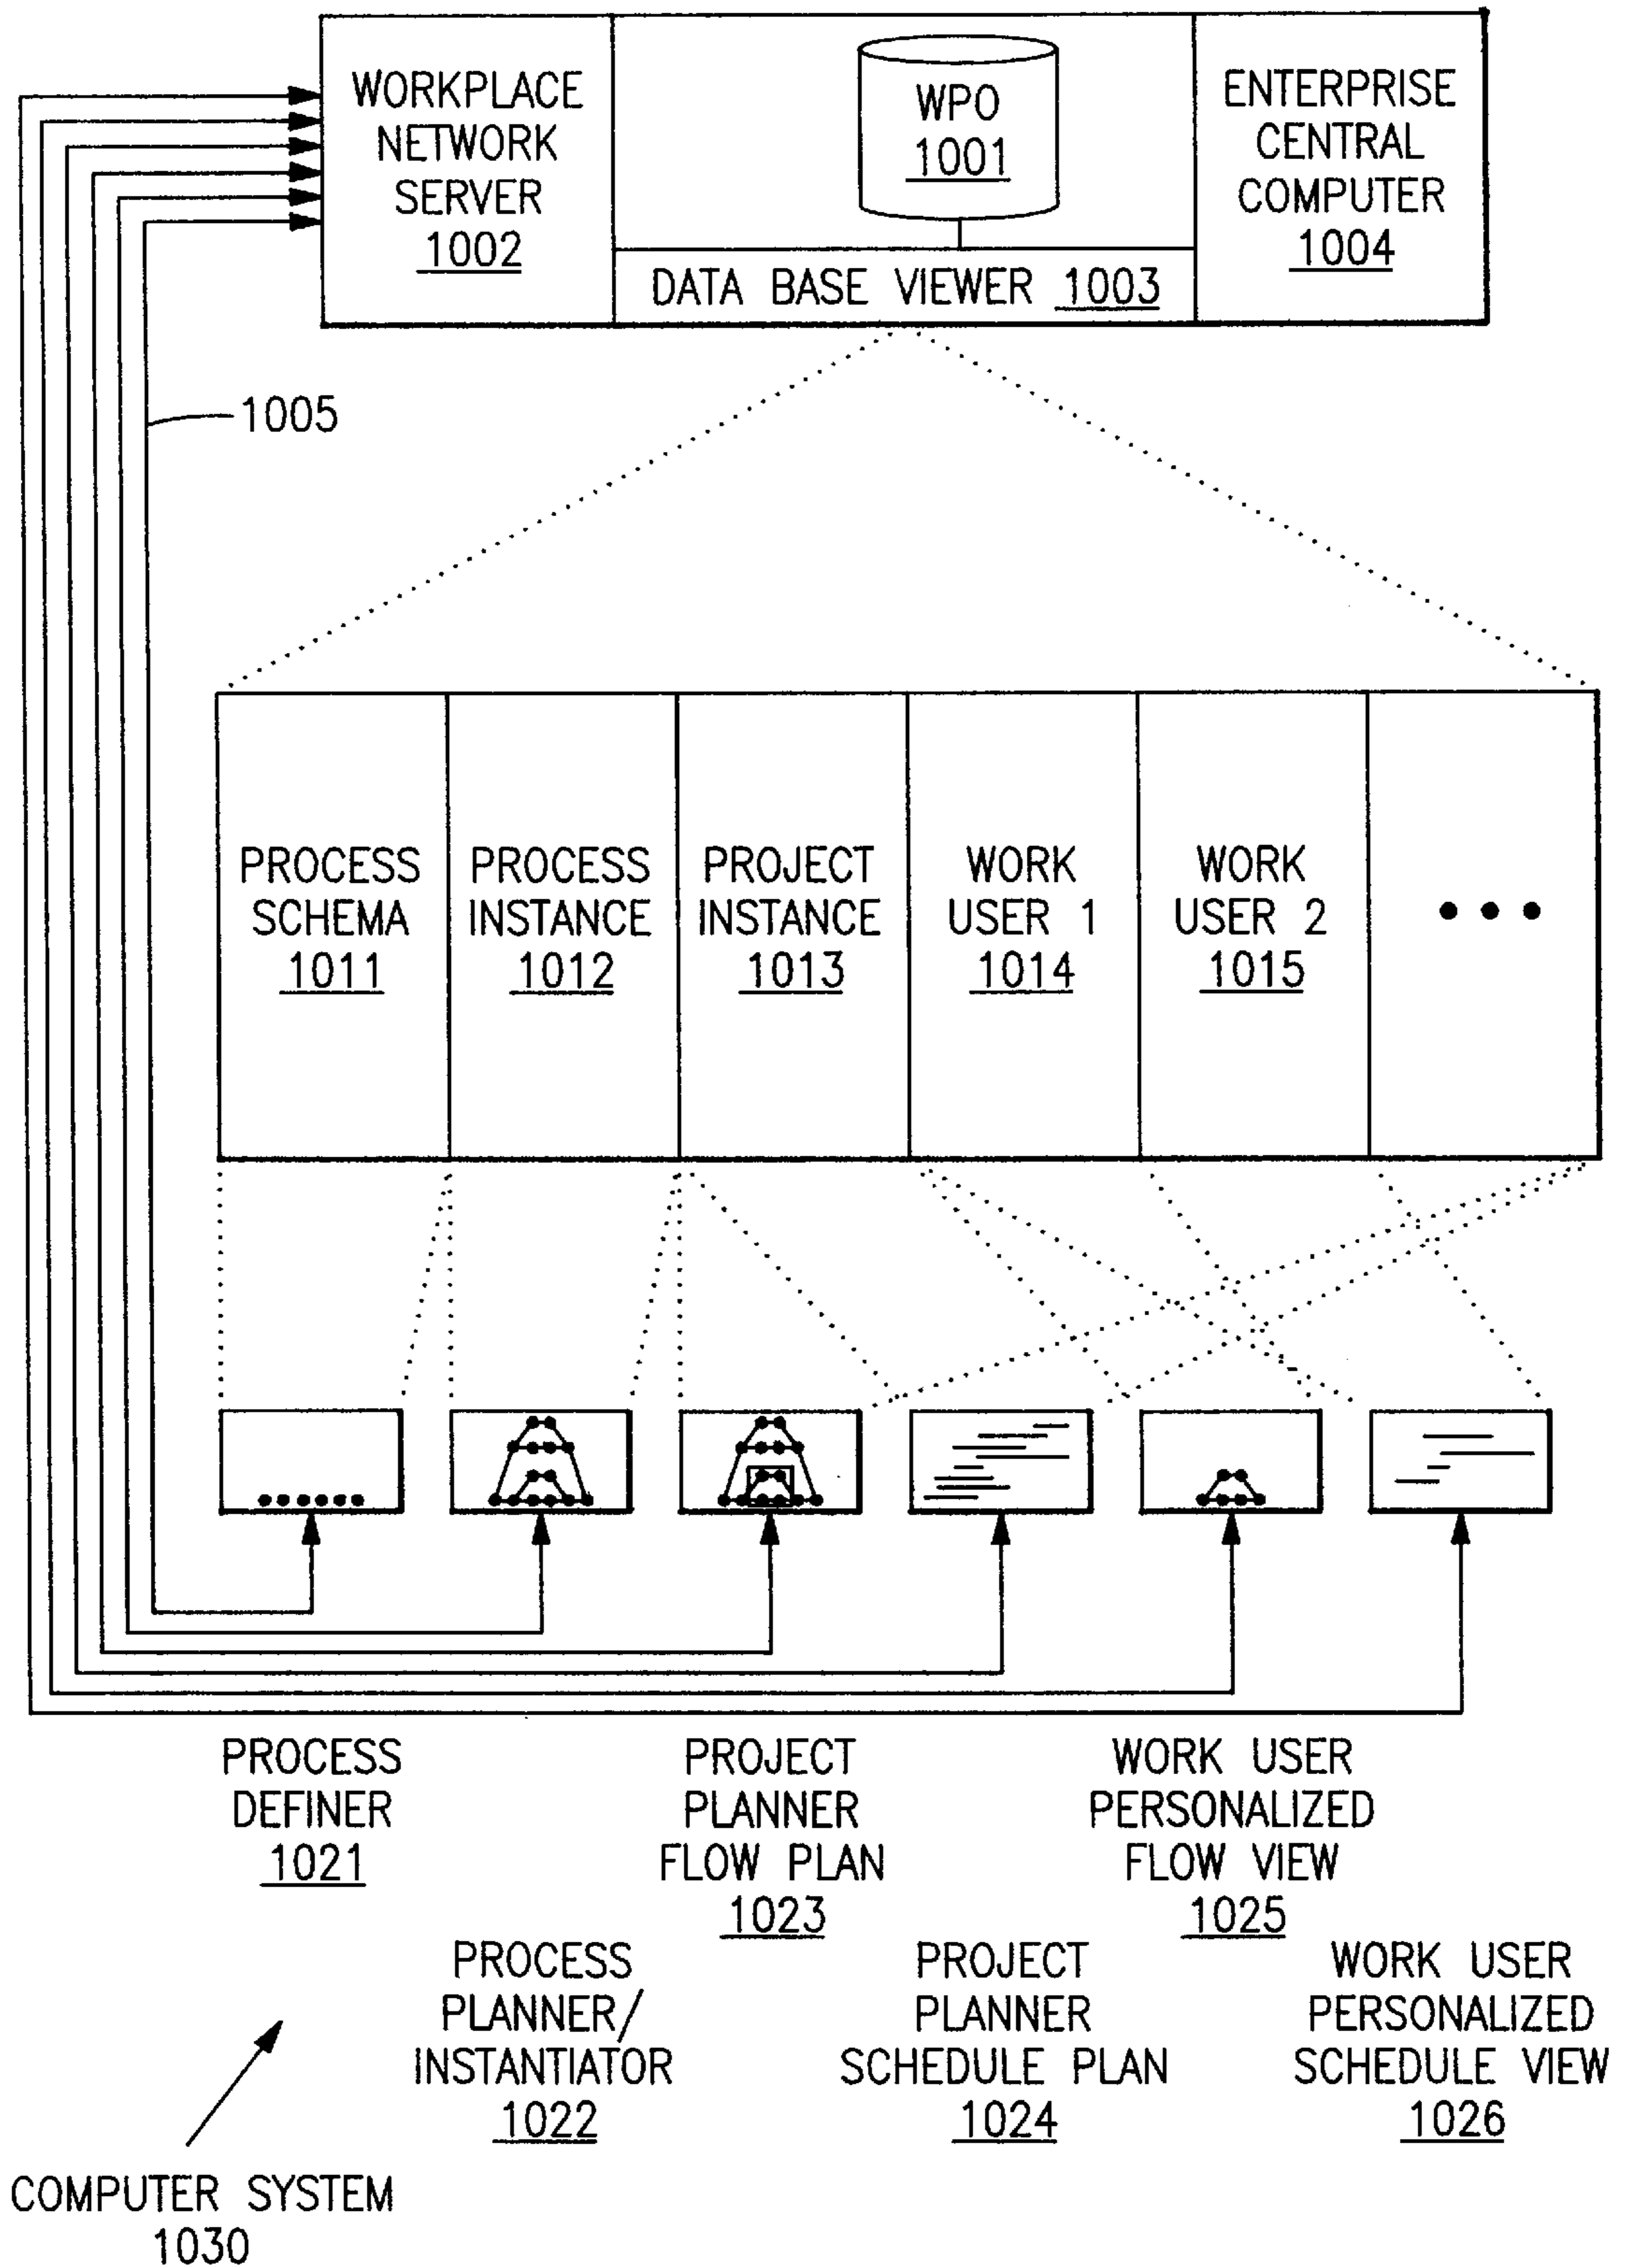 WORKPLACE
NETWORK
SERVER
1002
WPO
1001
DATA BASE VIEWER 1003
ENTERPRISE
CENTRAL
COMPUTER
1004
1005
PROCESS
SCHEMA
1011
PROCESS
INSTANCE
1012
PROJECT
INSTANCE
1013
WORK
USER 1
1014
WORK
USER 2
1015
PROCESS
DEFINER
1021
PROJECT
PLANNER
FLOW PLAN
1023
WORK USER
PERSONALIZED
FLOW VIEW
1025
PROCESS
PLANNER/
INSTANTIATOR
1022
PROJECT
PLANNER
SCHEDULE PLAN
1024
WORK USER
PERSONALIZED
SCHEDULE VIEW
1026
COMPUTER SYSTEM
1030